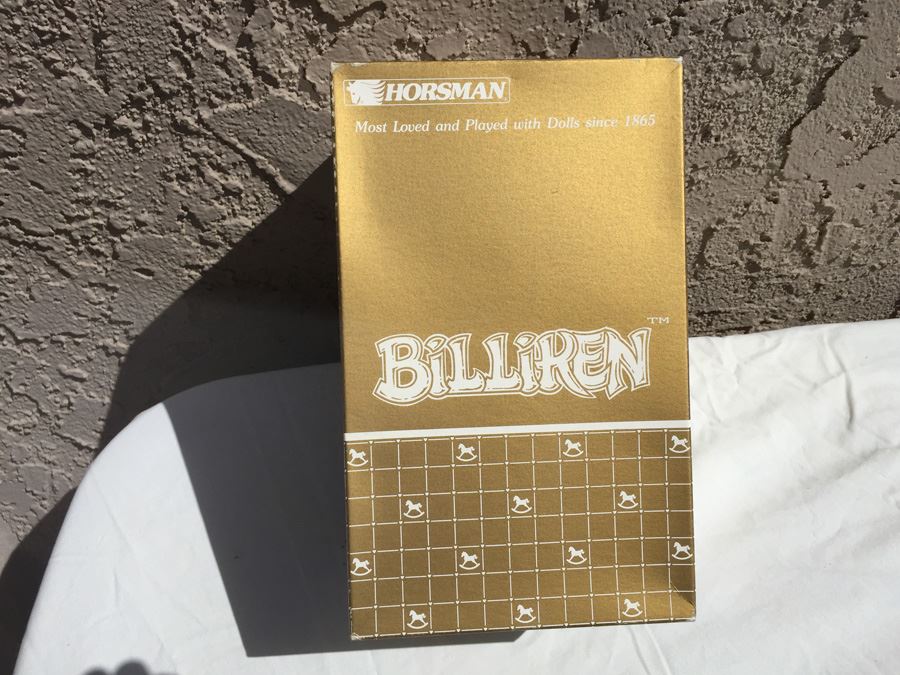 HORSMAN
Most Loved and Played with Dolls since 1865
BiLLiKEN TM